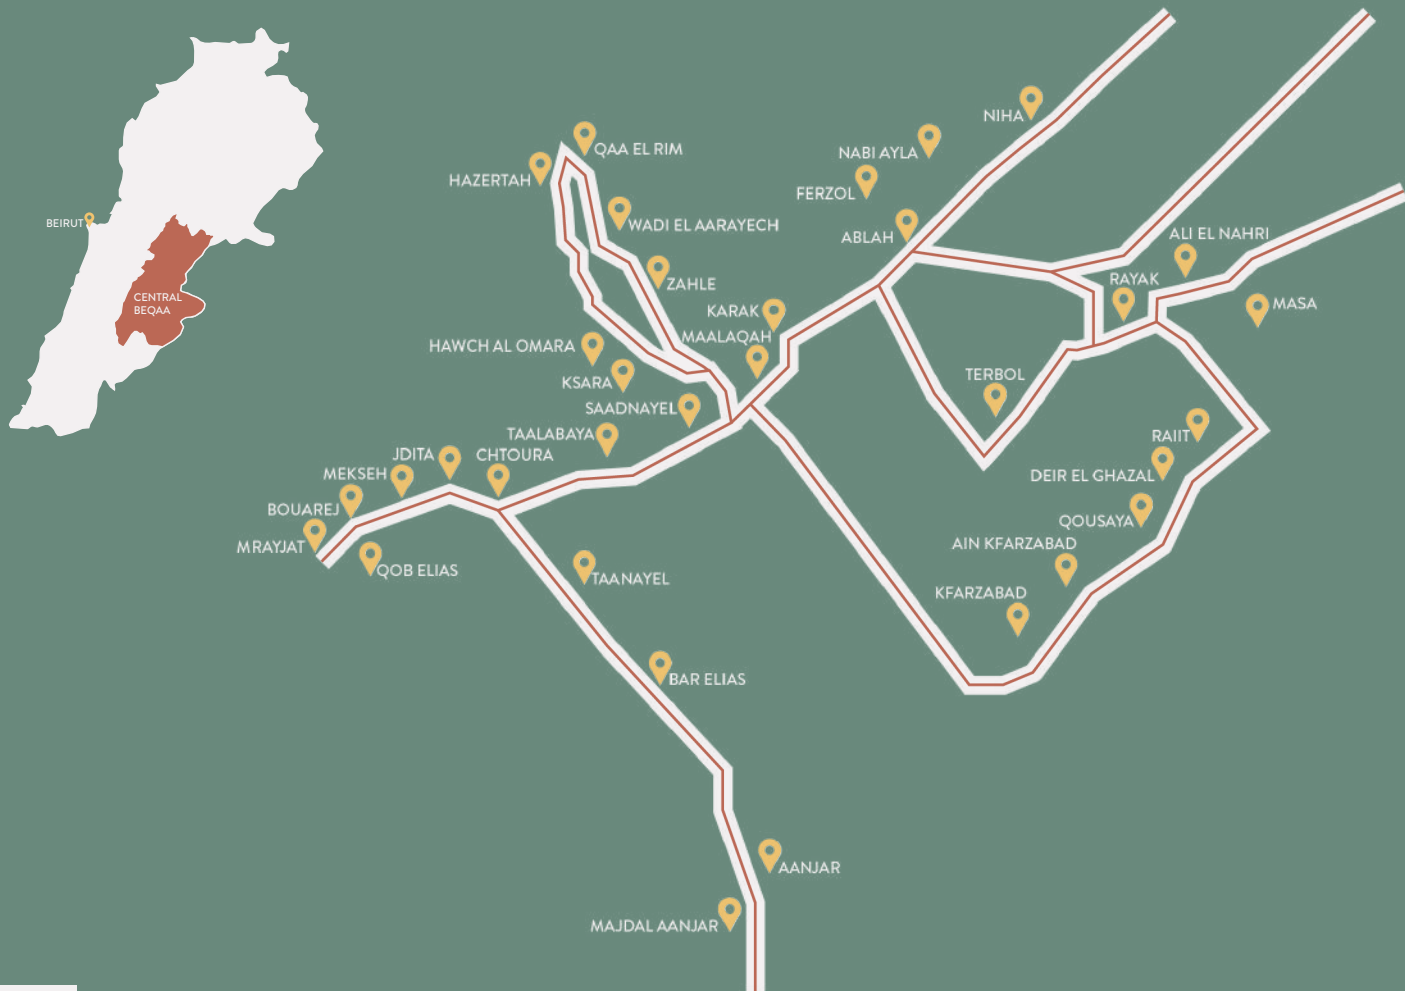 NIHA
QAA EL RIM
NABI AYLA
HAZERTAH
FERZOL
BEIRUT
WADI EL AARAYECH
ABLAH
ALI EL NAHRI
RAYAK
ZAHLE
CENTRAL
BEQAA
MASA
KARAK
MAALAQAH
HAWCH AL OMARA
TERBOL
KSARA
SAADNAYEL
TAALABAYA
RAIIT
JDITA
CHTOURA
MEKSEH
DEIR EL GHAZAL
BOUAREJ
QOUSAYA
MRAYJAT
AIN KFARZABAD
QOB ELIAS
TAANAYEL
KFARZABAD
BAR ELIAS
AANJAR
MAJDAL AANJAR